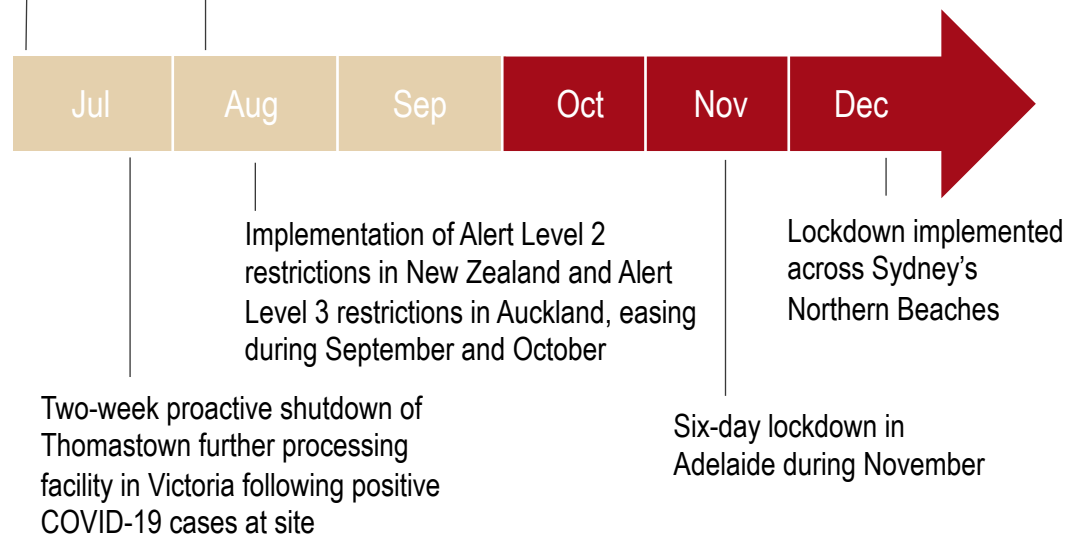 Jul
Aug
Sep
Oct
Nov
Dec
Implementation of Alert Level 2
restrictions in New Zealand and Alert
Level 3 restrictions in Auckland, easing
during September and October
Lockdown implemented
across Sydney's
Northern Beaches
Two-week proactive shutdown of
Thomastown further processing
facility in Victoria following positive
COVID-19 cases at site
Six-day lockdown in
Adelaide during November